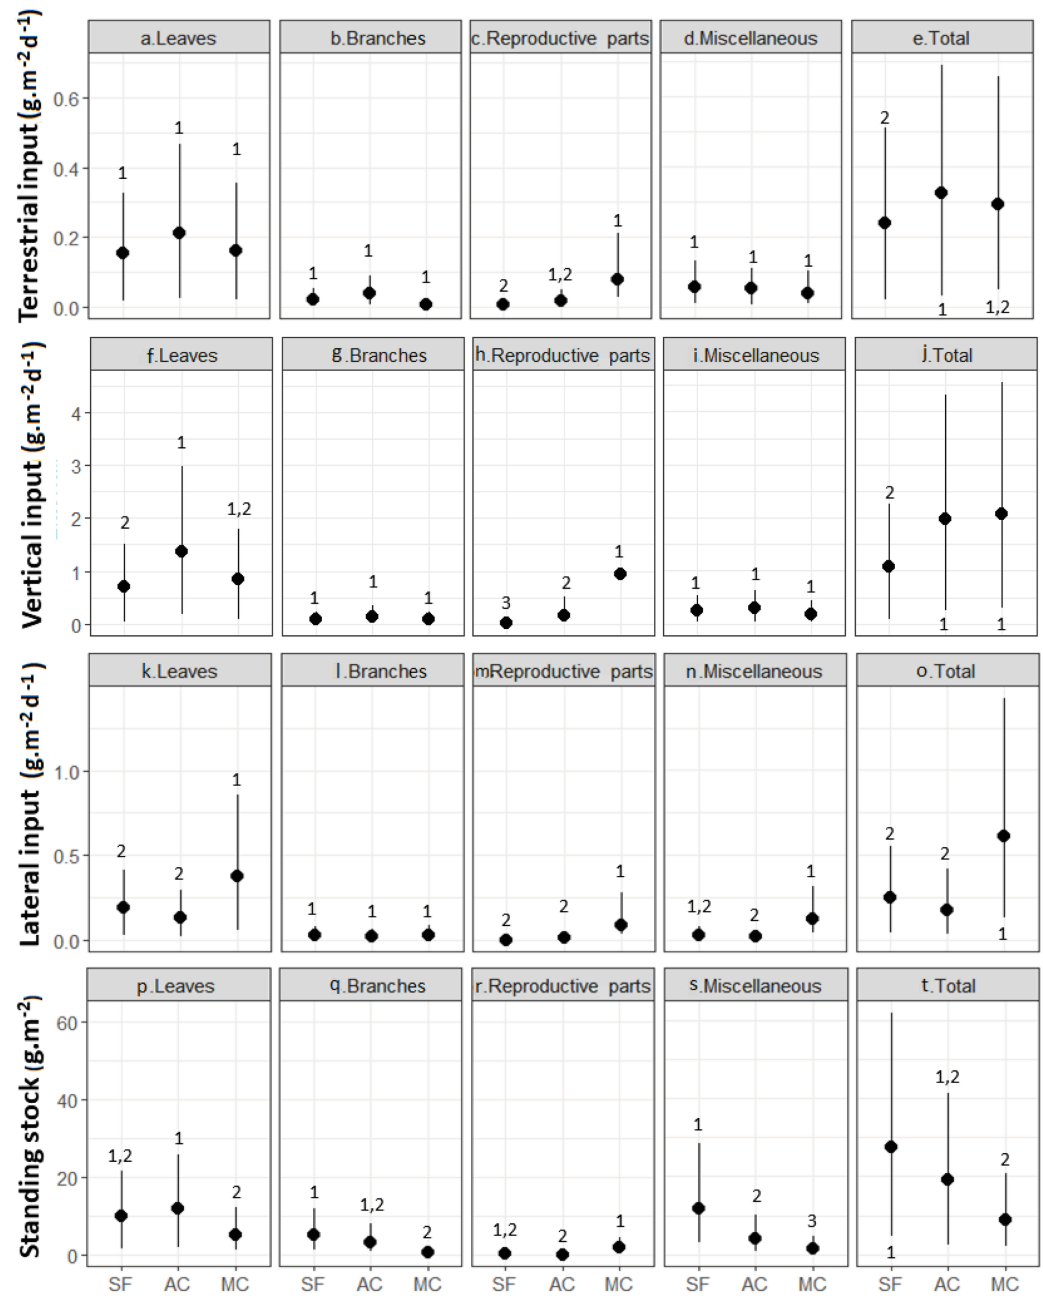 a.Leaves b.Branches c.Reproductive parts d.Miscellaneous e.Total
Terrestrial input (g.m-2d-1)
0.6
0.4
0.2
0.0
1 1 1
1 1 1
2 1,2 1
1 1 1
2 1 1,2
f.Leaves g.Branches h.Reproductive parts i.Miscellaneous j.Total
Vertical input (g.m-2d-1)
4
3
2
1
0
2 1 1,2
1 1 1
3 2 1
1 1 1
2 1 1
k.Leaves l.Branches m.Reproductive parts n.Miscellaneous o.Total
Lateral input (g.m-2d-1)
1.0
0.5
0.0
2 2 1
1 1 1
2 2 1
1,2 2 1
2 2 1
p.Leaves q.Branches r.Reproductive parts s.Miscellaneous t.Total
Standing stock (g.m-2)
60
40
20
0
1,2 1 2
1 1,2 2
1,2 2 1
1 2 3
1 1,2 2
SF AC MC SF AC MC SF AC MC SF AC MC SF AC MC